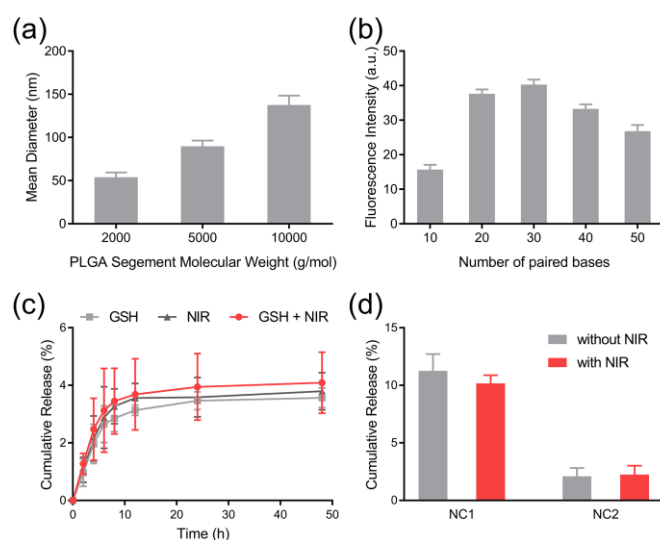 (a)
200
150
100
50
0
Mean Diameter (nm)
2000 5000 10000
PLGA Segement Molecular Weight (g/mol)
(b)
50
40
30
20
10
0
Fluorescence Intensity (a.u.)
10 20 30 40 50
Number of paired bases
(c)
GSH NIR GSH + NIR
6
4
2
0
Cumulative Release (%)
0 10 20 30 40 50
Time (h)
(d)
without NIR
with NIR
15
10
5
0
Cumulative Release (%)
NC1 NC2